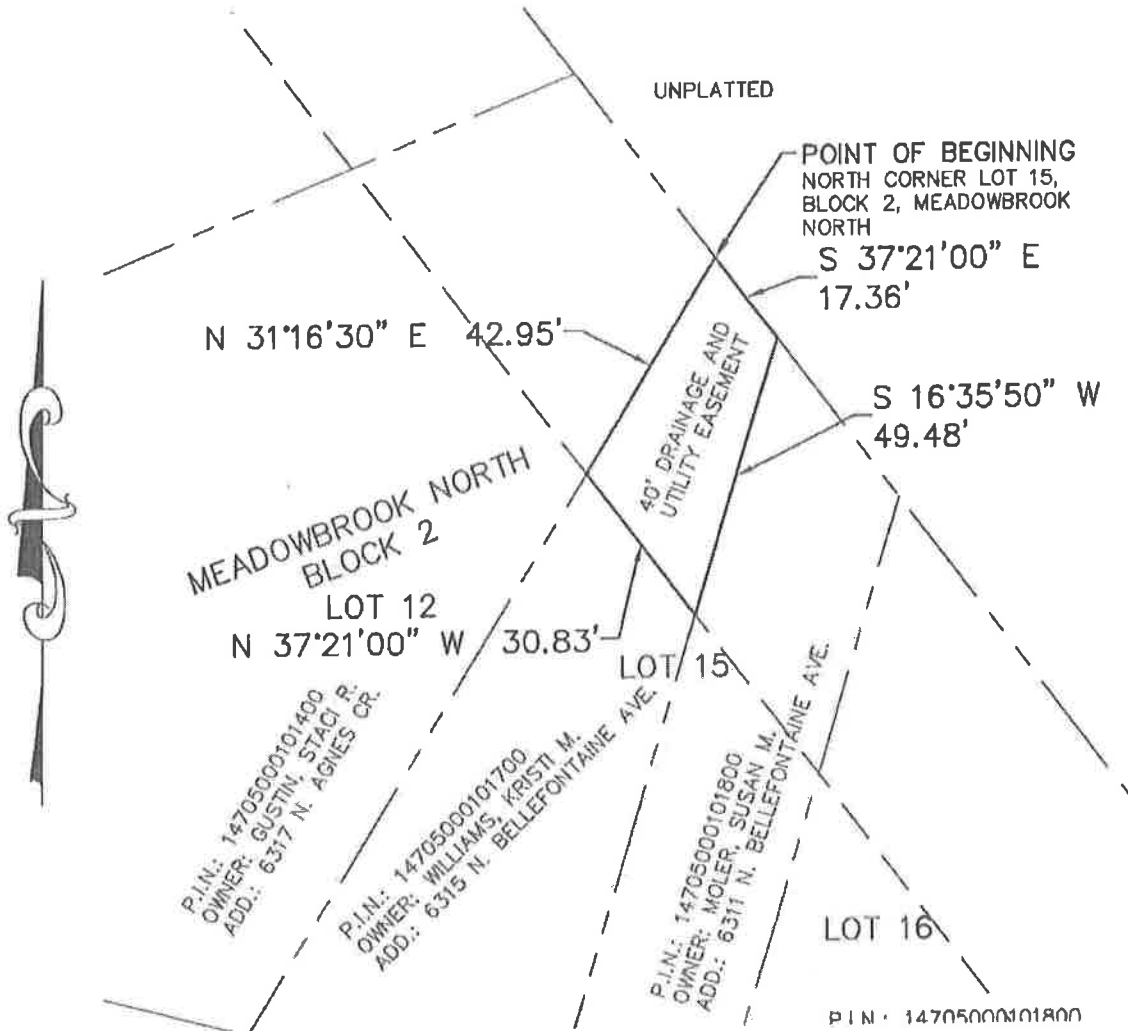 UNPLATTED
POINT OF BEGINNING
NORTH CORNER LOT 15,
BLOCK 2, MEADOWBROOK
NORTH
S 37°21'00" E
17.36'
N 31°16'30" E 42.95'
40' DRAINAGE AND
UTILITY EASEMENT
S 16°35'50" W
49.48'
MEADOWBROOK NORTH
BLOCK 2
LOT 12
N 37°21'00" W 30.83'
LOT 15
P.I.N.: 14705000101400
OWNER: GUSTIN, STACI R.
ADD.: 6317 N. AGNES CR.
P.I.N.: 14705000101700
OWNER: WILLIAMS, KRISTI M.
ADD.: 6315 N. BELLEFONTAINE AVE.
P.I.N.: 14705000101800
OWNER: MOLER, SUSAN M.
ADD.: 6311 N. BELLEFONTAINE AVE.
LOT 16
P.I.N.: 14705000101800